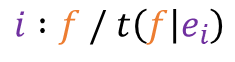 i : f / t(f|eᵢ)